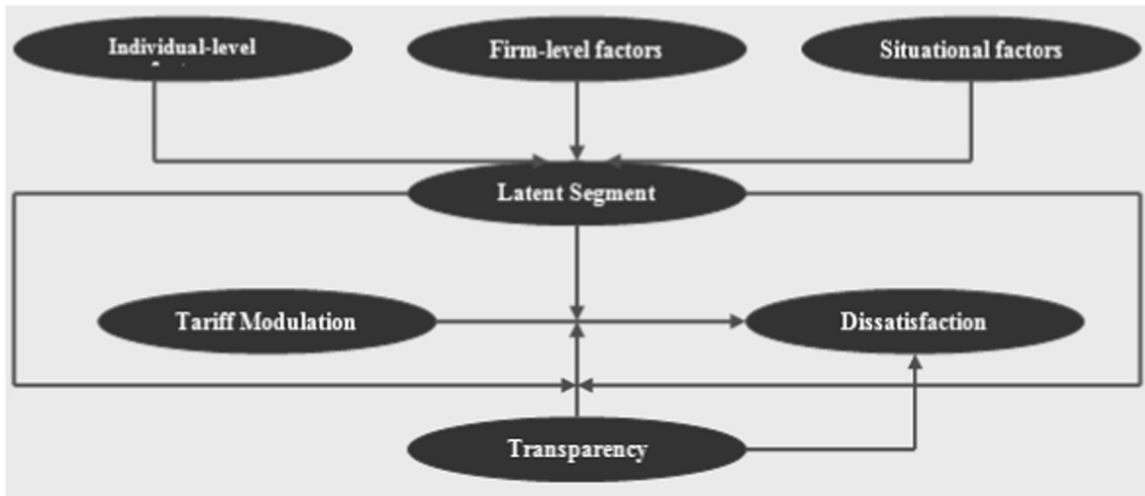 Individual-level
Firm-level factors
Situational factors
Latent Segment
Tariff Modulation
Dissatisfaction
Transparency